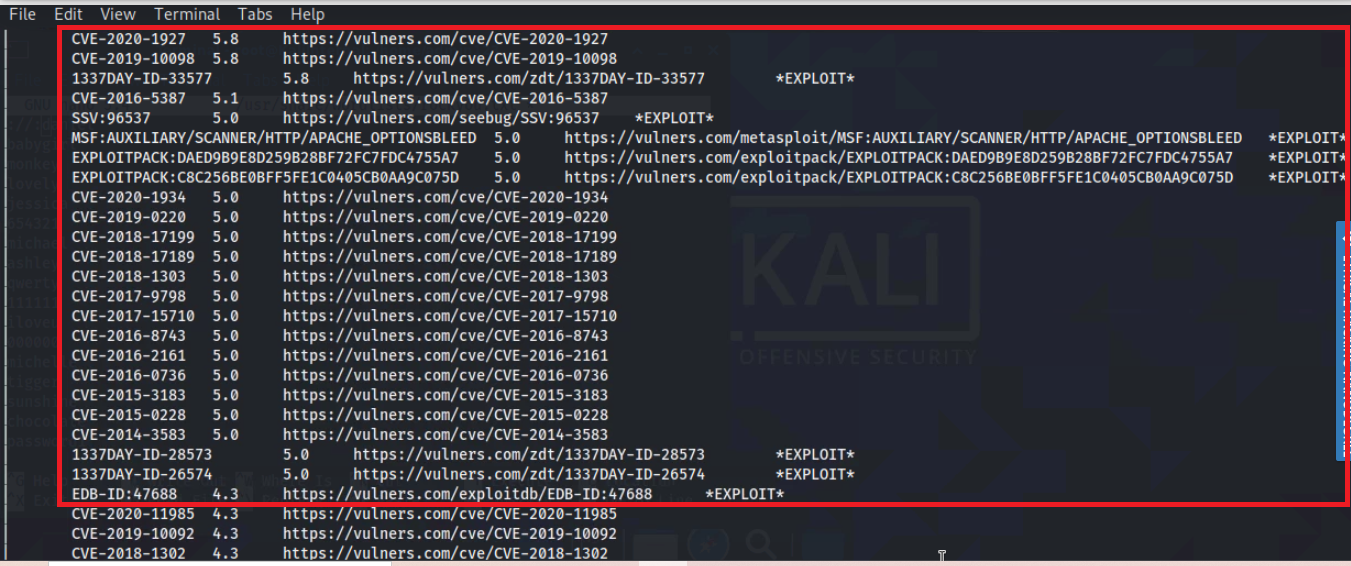 File Edit View Terminal Tabs Help
CVE-2020-1927 5.8 https://vulners.com/cve/CVE-2020-1927
CVE-2019-10098 5.8 https://vulners.com/cve/CVE-2019-10098
1337DAY-ID-33577 5.8 https://vulners.com/zdt/1337DAY-ID-33577 *EXPLOIT*
CVE-2016-5387 5.1 https://vulners.com/cve/CVE-2016-5387
SSV:96537 5.0 https://vulners.com/seebug/SSV:96537 *EXPLOIT*
MSF:AUXILIARY/SCANNER/HTTP/APACHE_OPTIONSBLEED 5.0 https://vulners.com/metasploit/MSF:AUXILIARY/SCANNER/HTTP/APACHE_OPTIONSBLEED *EXPLOIT*
EXPLOITPACK:DAED9B9E8D259B28BF72FC7FDC4755A7 5.0 https://vulners.com/exploitpack/EXPLOITPACK:DAED9B9E8D259B28BF72FC7FDC4755A7 *EXPLOIT*
EXPLOITPACK:C8C256BE0BFF5FE1C0405CB0AA9C075D 5.0 https://vulners.com/exploitpack/EXPLOITPACK:C8C256BE0BFF5FE1C0405CB0AA9C075D *EXPLOIT*
CVE-2020-1934 5.0 https://vulners.com/cve/CVE-2020-1934
CVE-2019-0220 5.0 https://vulners.com/cve/CVE-2019-0220
CVE-2018-17199 5.0 https://vulners.com/cve/CVE-2018-17199
CVE-2018-17189 5.0 https://vulners.com/cve/CVE-2018-17189
CVE-2018-1303 5.0 https://vulners.com/cve/CVE-2018-1303
CVE-2017-9798 5.0 https://vulners.com/cve/CVE-2017-9798
CVE-2017-15710 5.0 https://vulners.com/cve/CVE-2017-15710
CVE-2016-8743 5.0 https://vulners.com/cve/CVE-2016-8743
CVE-2016-2161 5.0 https://vulners.com/cve/CVE-2016-2161
CVE-2016-0736 5.0 https://vulners.com/cve/CVE-2016-0736
CVE-2015-3183 5.0 https://vulners.com/cve/CVE-2015-3183
CVE-2015-0228 5.0 https://vulners.com/cve/CVE-2015-0228
CVE-2014-3583 5.0 https://vulners.com/cve/CVE-2014-3583
1337DAY-ID-28573 5.0 https://vulners.com/zdt/1337DAY-ID-28573 *EXPLOIT*
1337DAY-ID-26574 5.0 https://vulners.com/zdt/1337DAY-ID-26574 *EXPLOIT*
EDB-ID:47688 4.3 https://vulners.com/exploitdb/EDB-ID:47688 *EXPLOIT*
CVE-2020-11985 4.3 https://vulners.com/cve/CVE-2020-11985
CVE-2019-10092 4.3 https://vulners.com/cve/CVE-2019-10092
CVE-2018-1302 4.3 https://vulners.com/cve/CVE-2018-1302
KALI
OFFENSIVE SECURITY